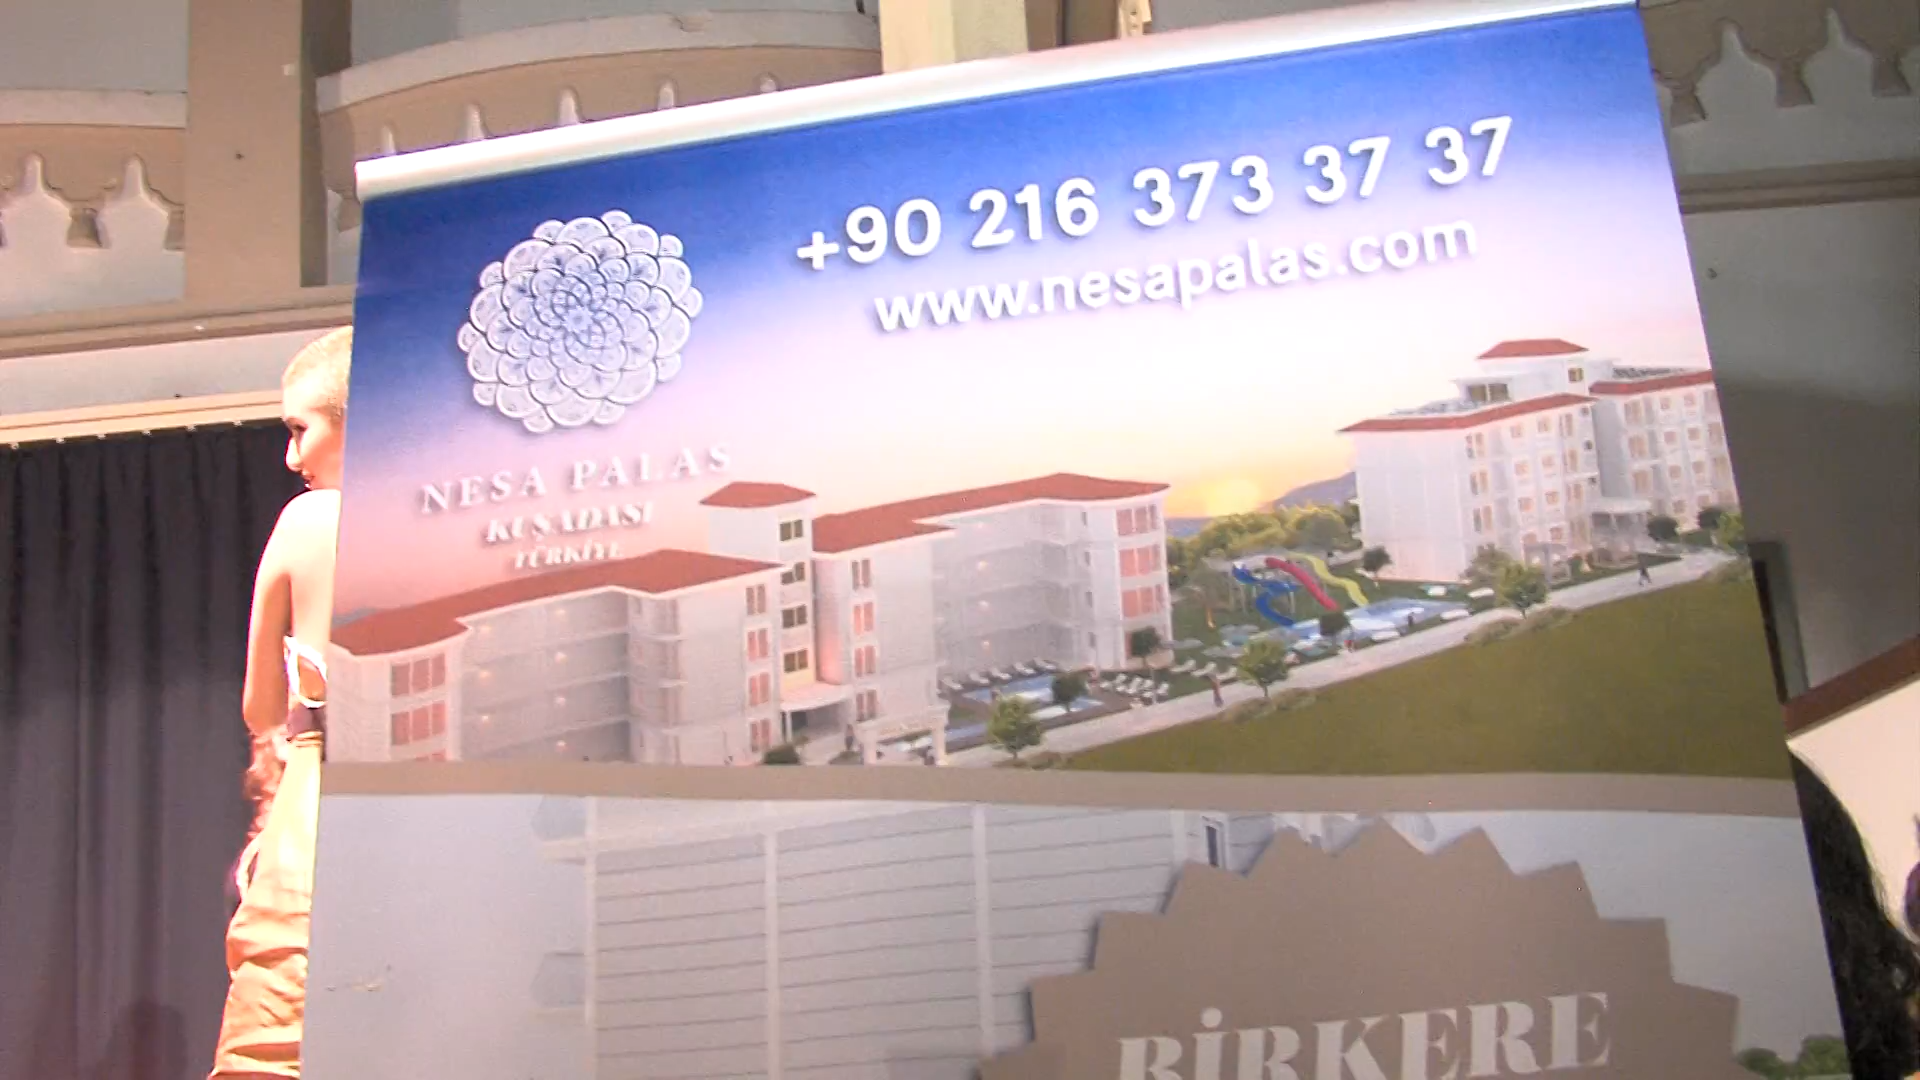 +90 216 373 37 37
www.nesapalas.com
NESA PALAS
KUŞADASI
TÜRKİYE
BİRKERE